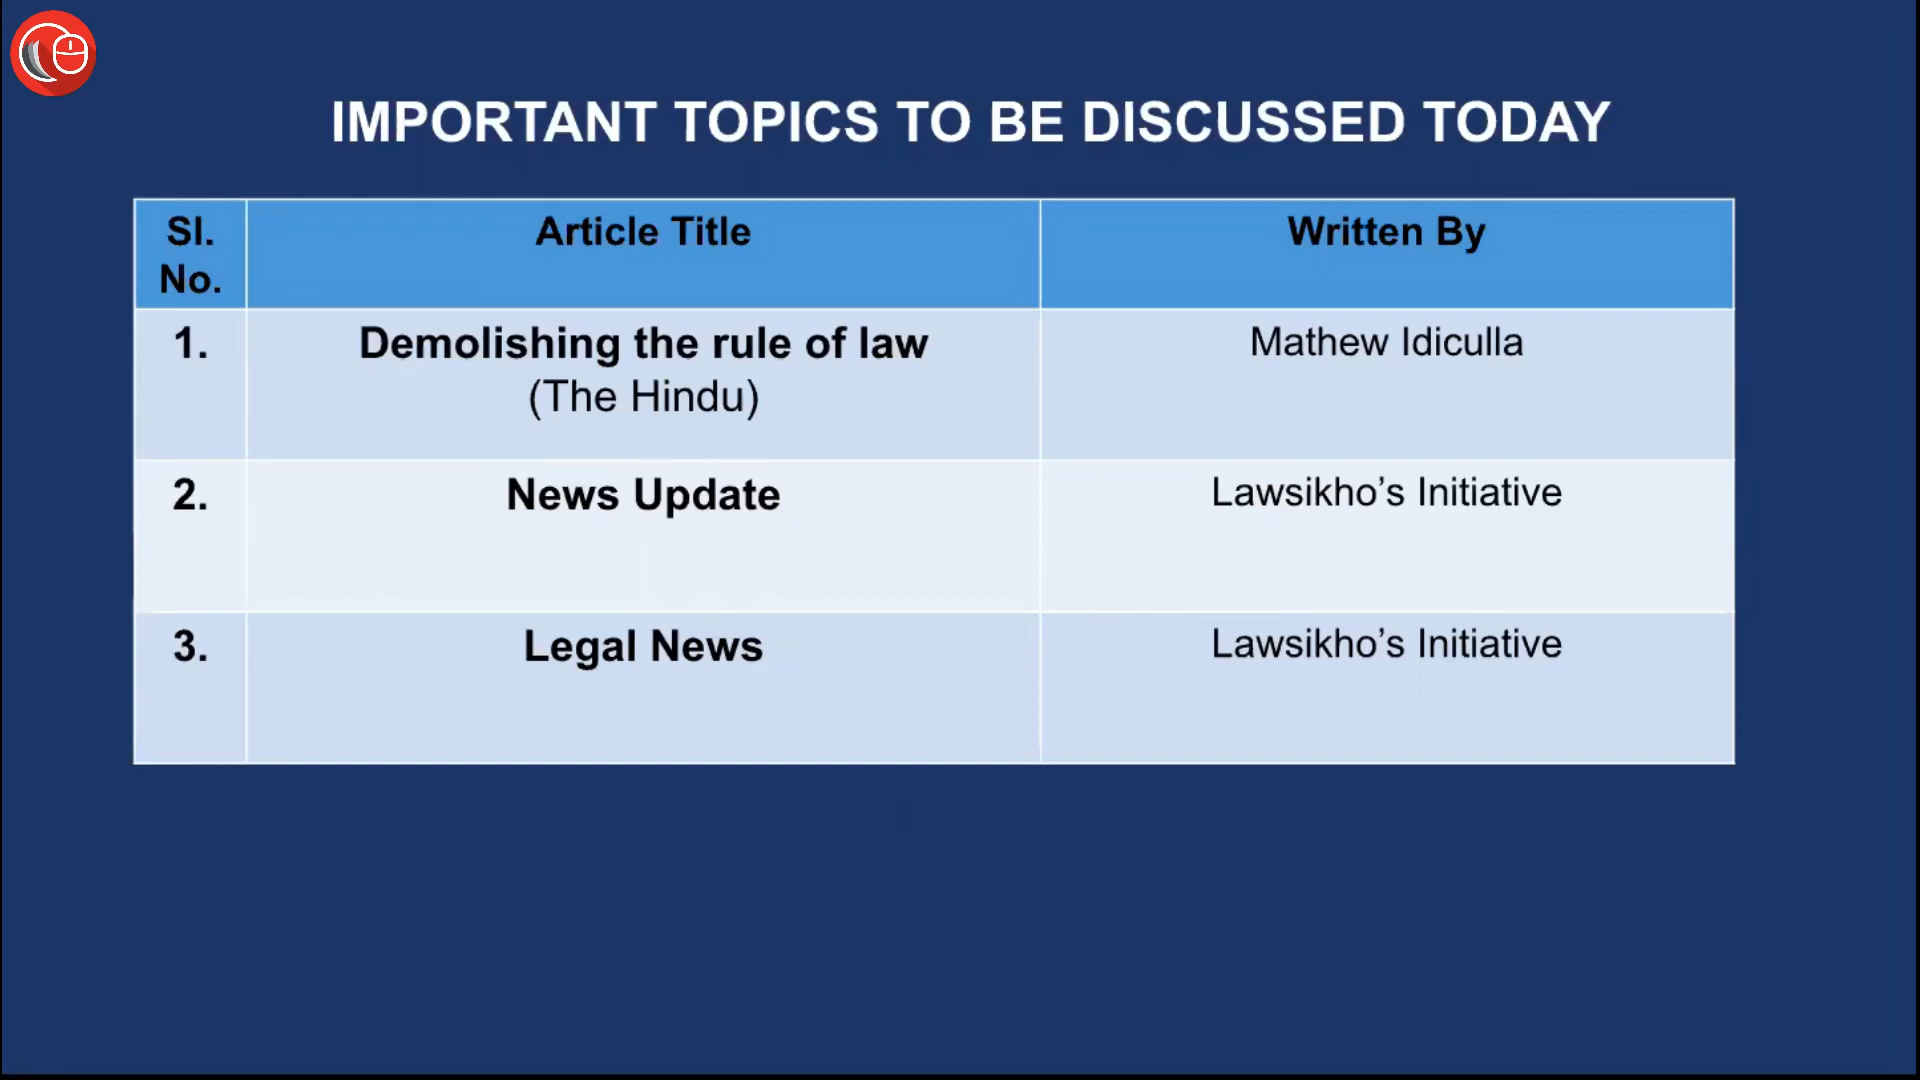 IMPORTANT TOPICS TO BE DISCUSSED TODAY
Sl. No.
Article Title
Written By
1.
Demolishing the rule of law
(The Hindu)
Mathew Idiculla
2.
News Update
Lawsikho’s Initiative
3.
Legal News
Lawsikho’s Initiative